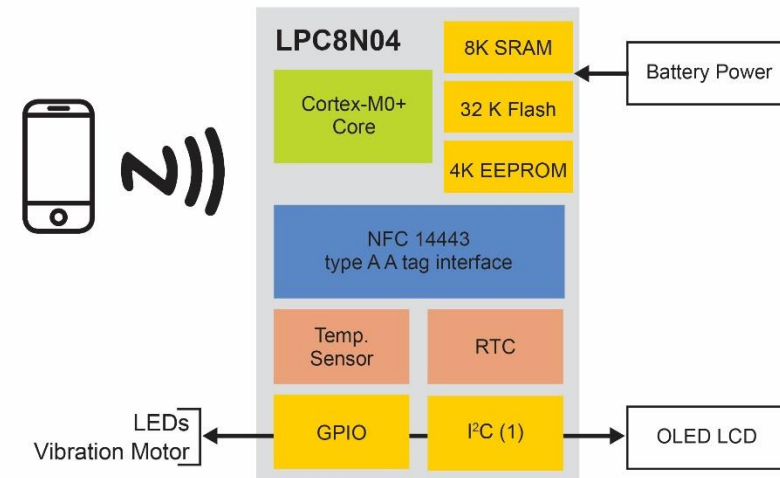 LPC8N04
8K SRAM
Battery Power
Cortex-M0+
Core
32 K Flash
4K EEPROM
NFC 14443
type A A tag interface
Temp.
Sensor
RTC
LEDs
Vibration Motor
GPIO
I²C (1)
OLED LCD